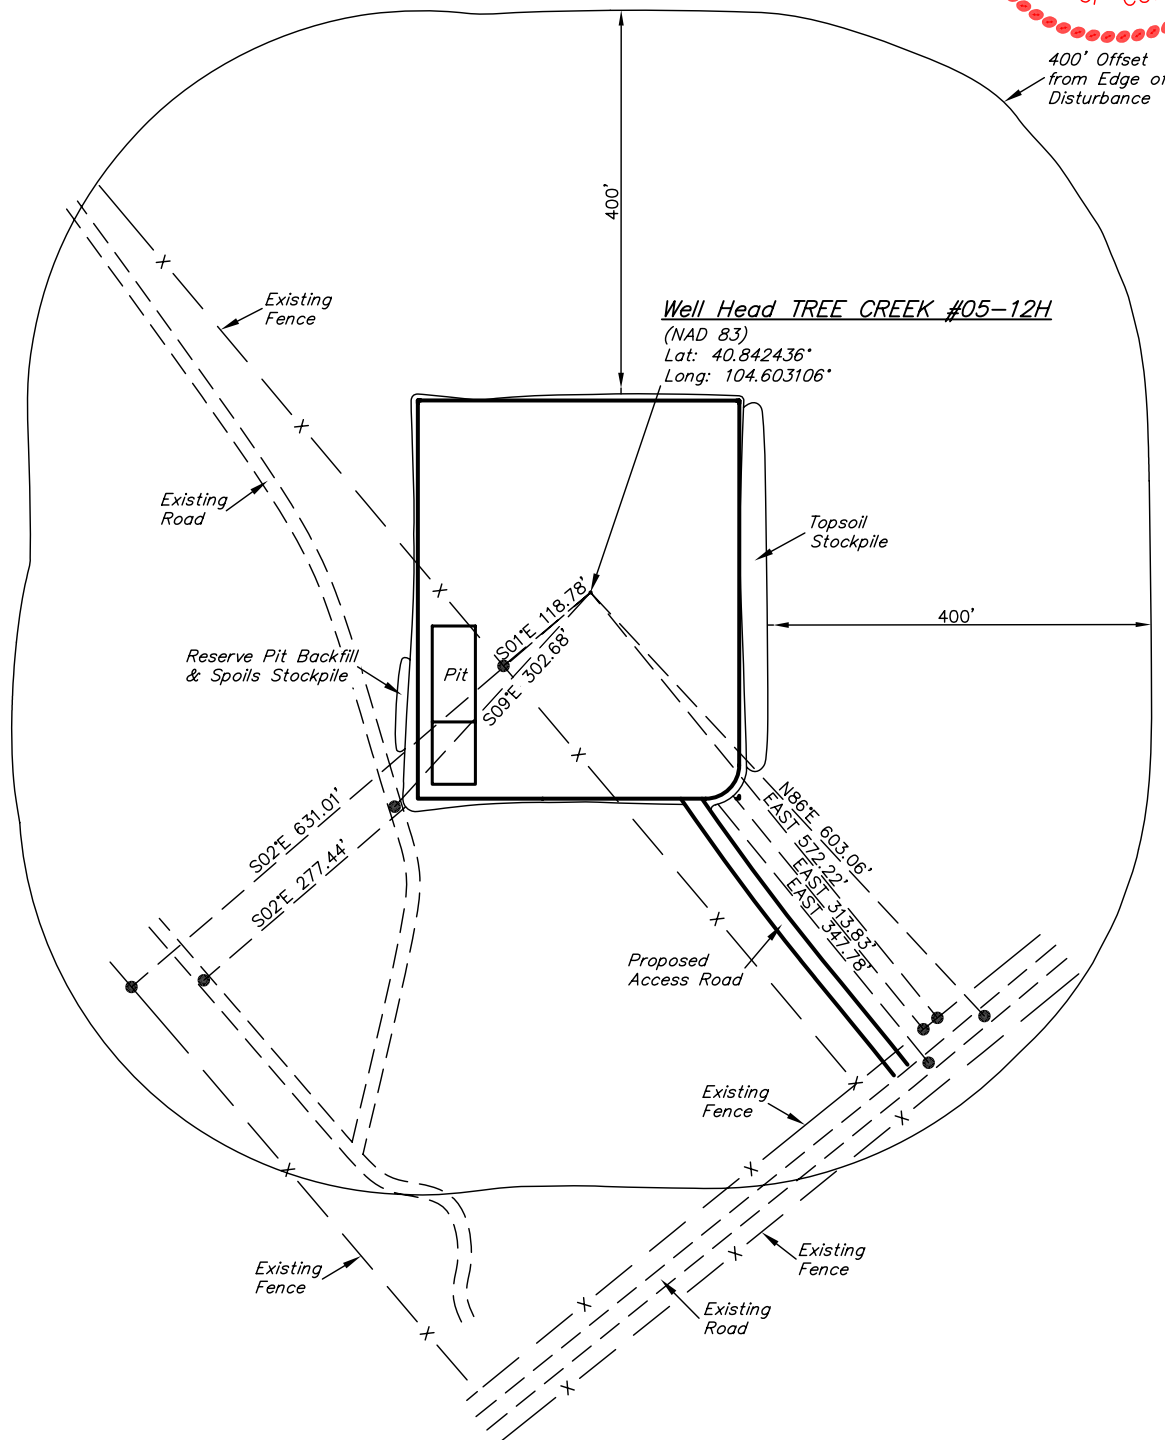 400' Offset
from Edge of
Disturbance
400'
Well Head TREE CREEK #05-12H
(NAD 83)
Lat: 40.842436°
Long: 104.603106°
Existing
Fence
Existing
Road
Topsoil
Stockpile
400'
S01°E 118.78'
S09°E 302.68'
Reserve Pit Backfill
& Spoils Stockpile
Pit
S02°E 631.01'
S02°E 277.44'
N86°E 603.06'
EAST 572.22'
EAST 313.83'
EAST 347.78'
Proposed
Access Road
Existing
Fence
Existing
Fence
Existing
Fence
Existing
Road